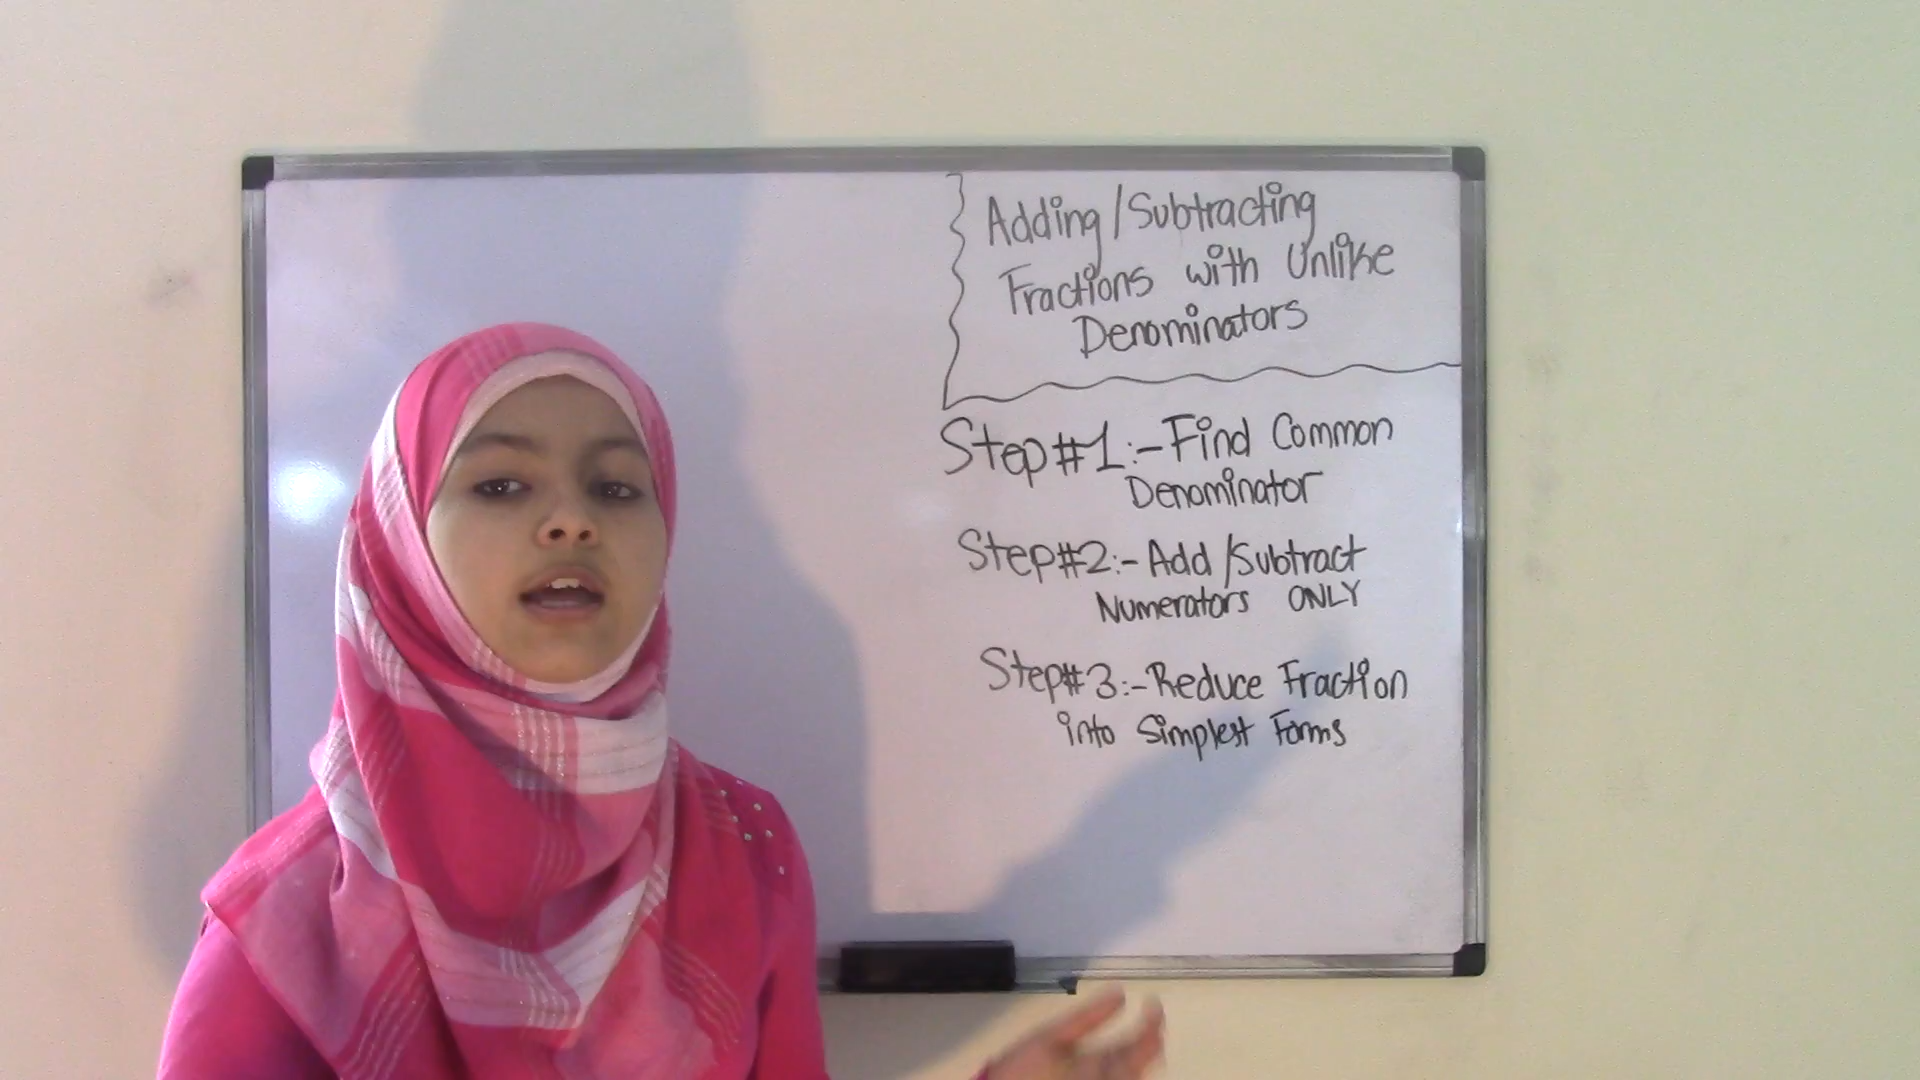 Adding/Subtracting
Fractions with Unlike
Denominators
Step#1:-Find Common
Denominator
Step#2:-Add/Subtract
Numerators ONLY
Step#3:-Reduce Fraction
into Simplest Forms